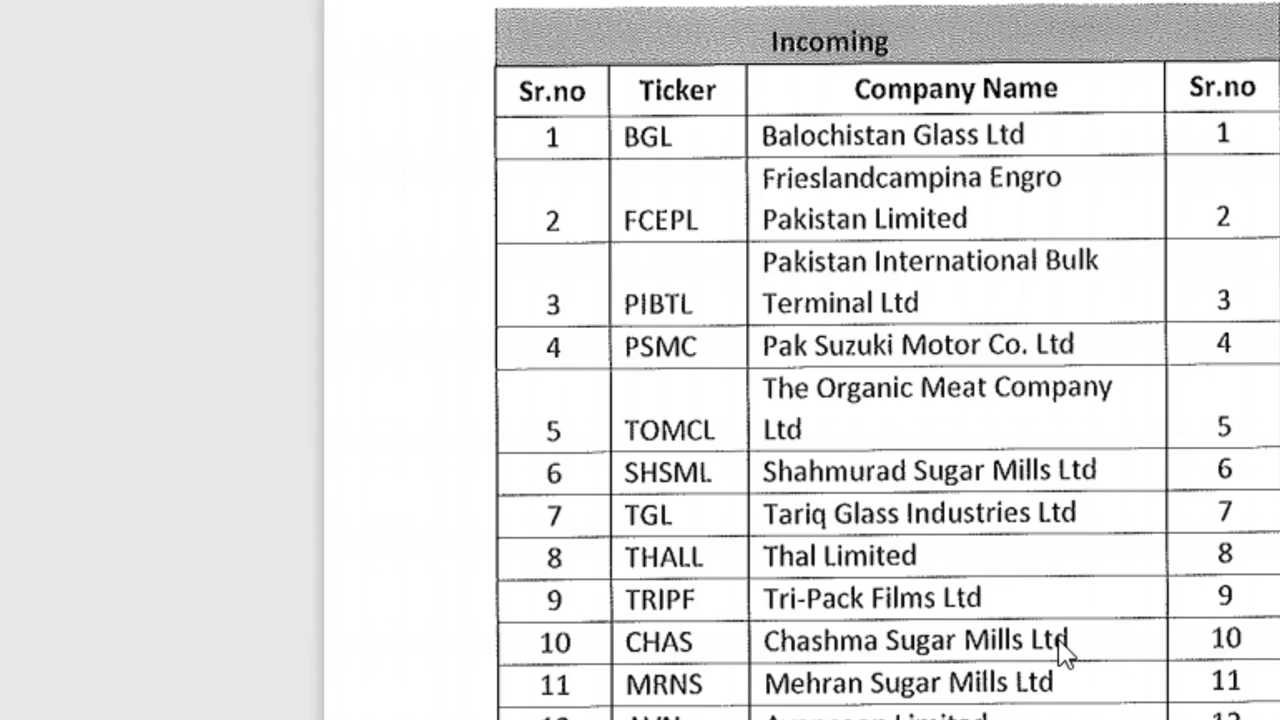 Incoming
Sr.no Ticker Company Name Sr.no
1 BGL Balochistan Glass Ltd 1
Frieslandcampina Engro
2 FCEPL Pakistan Limited 2
Pakistan International Bulk
3 PIBTL Terminal Ltd 3
4 PSMC Pak Suzuki Motor Co. Ltd 4
The Organic Meat Company
5 TOMCL Ltd 5
6 SHSML Shahmurad Sugar Mills Ltd 6
7 TGL Tariq Glass Industries Ltd 7
8 THALL Thal Limited 8
9 TRIPF Tri-Pack Films Ltd 9
10 CHAS Chashma Sugar Mills Ltd 10
11 MRNS Mehran Sugar Mills Ltd 11